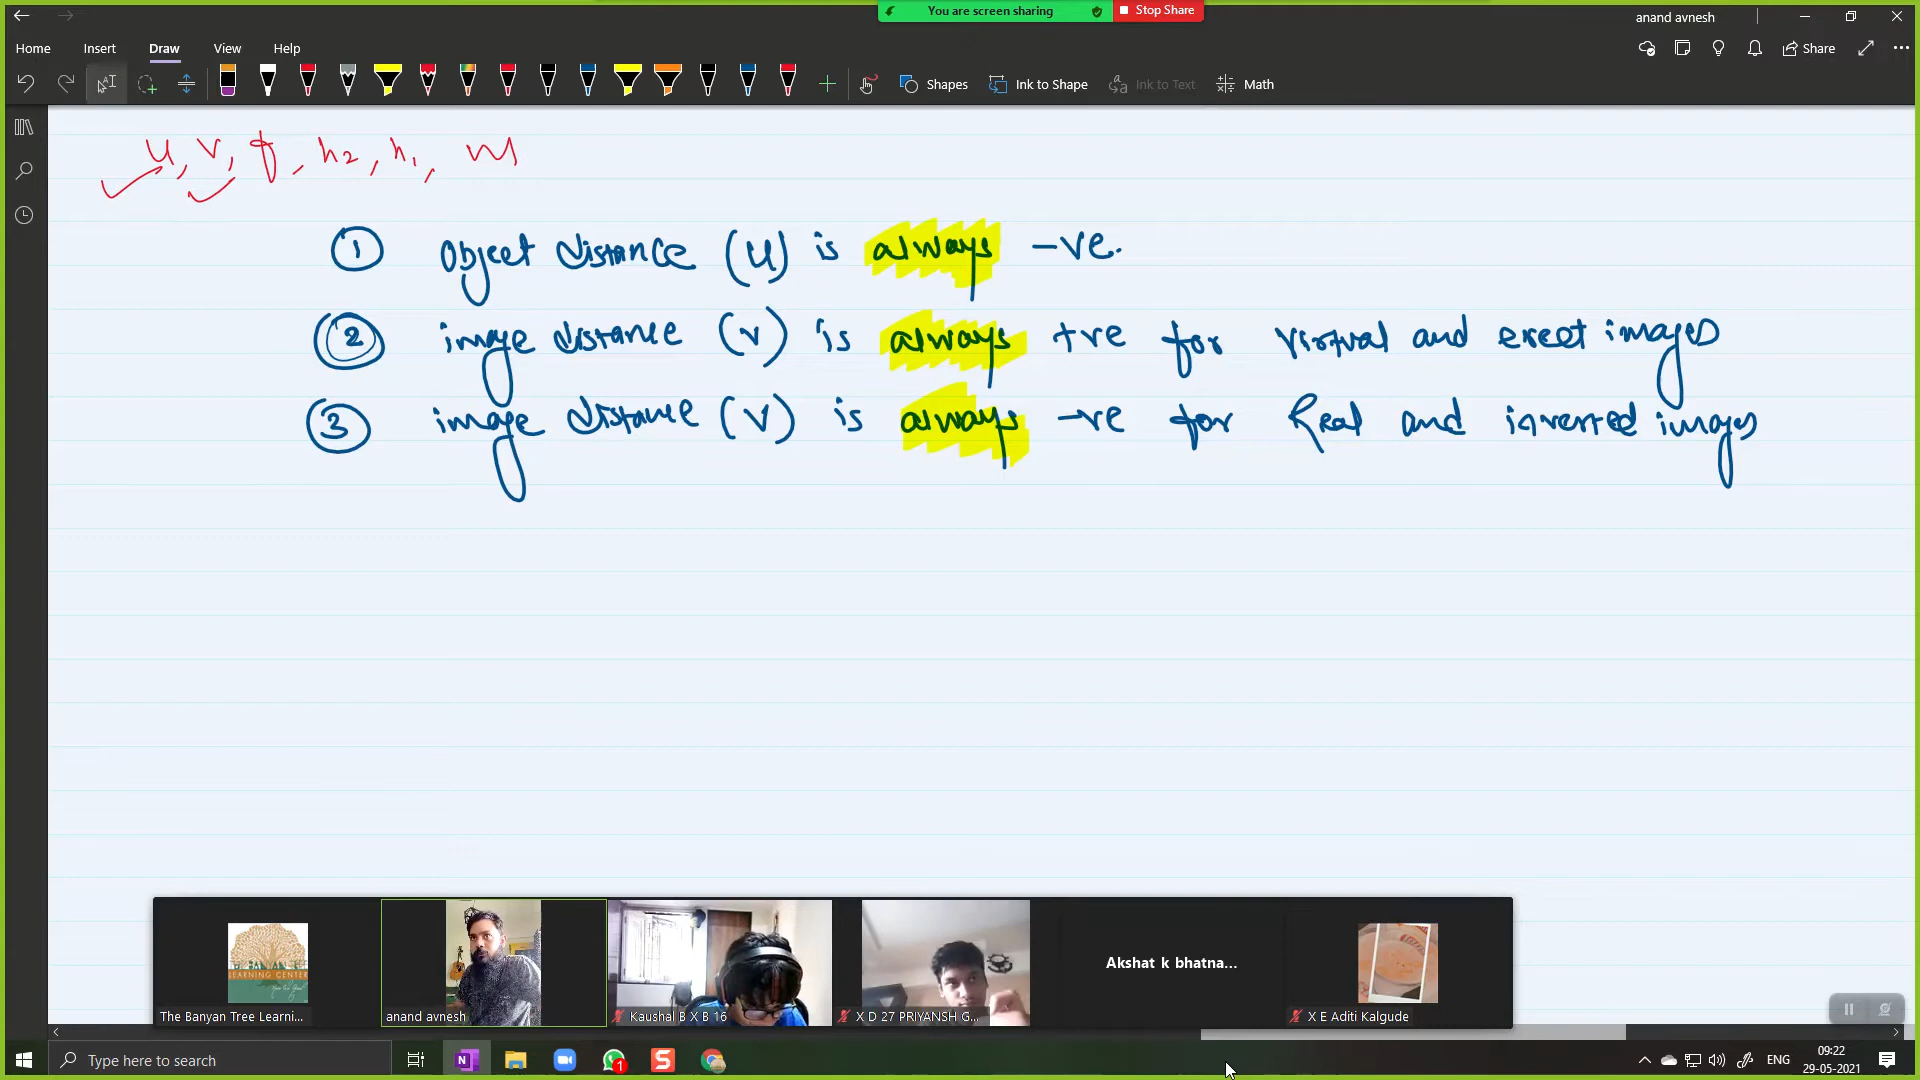 You are screen sharing Stop Share
anand avnesh
Home Insert Draw View Help
Share
Shapes Ink to Shape Ink to Text Math
u, v, f, h2, h1, m
1 object distance (u) is always -ve.
2 image distance (v) is always +ve for virtual and erect images
3 image distance (v) is always -ve for Real and inverted images
LEARNING CENTER
Akshat k bhatna...
The Banyan Tree Learni...
anand avnesh
Kaushal B X B 16
X D 27 PRIYANSH G...
X E Aditi Kalgude
Type here to search
N
1
S
ENG
09:22
29-05-2021